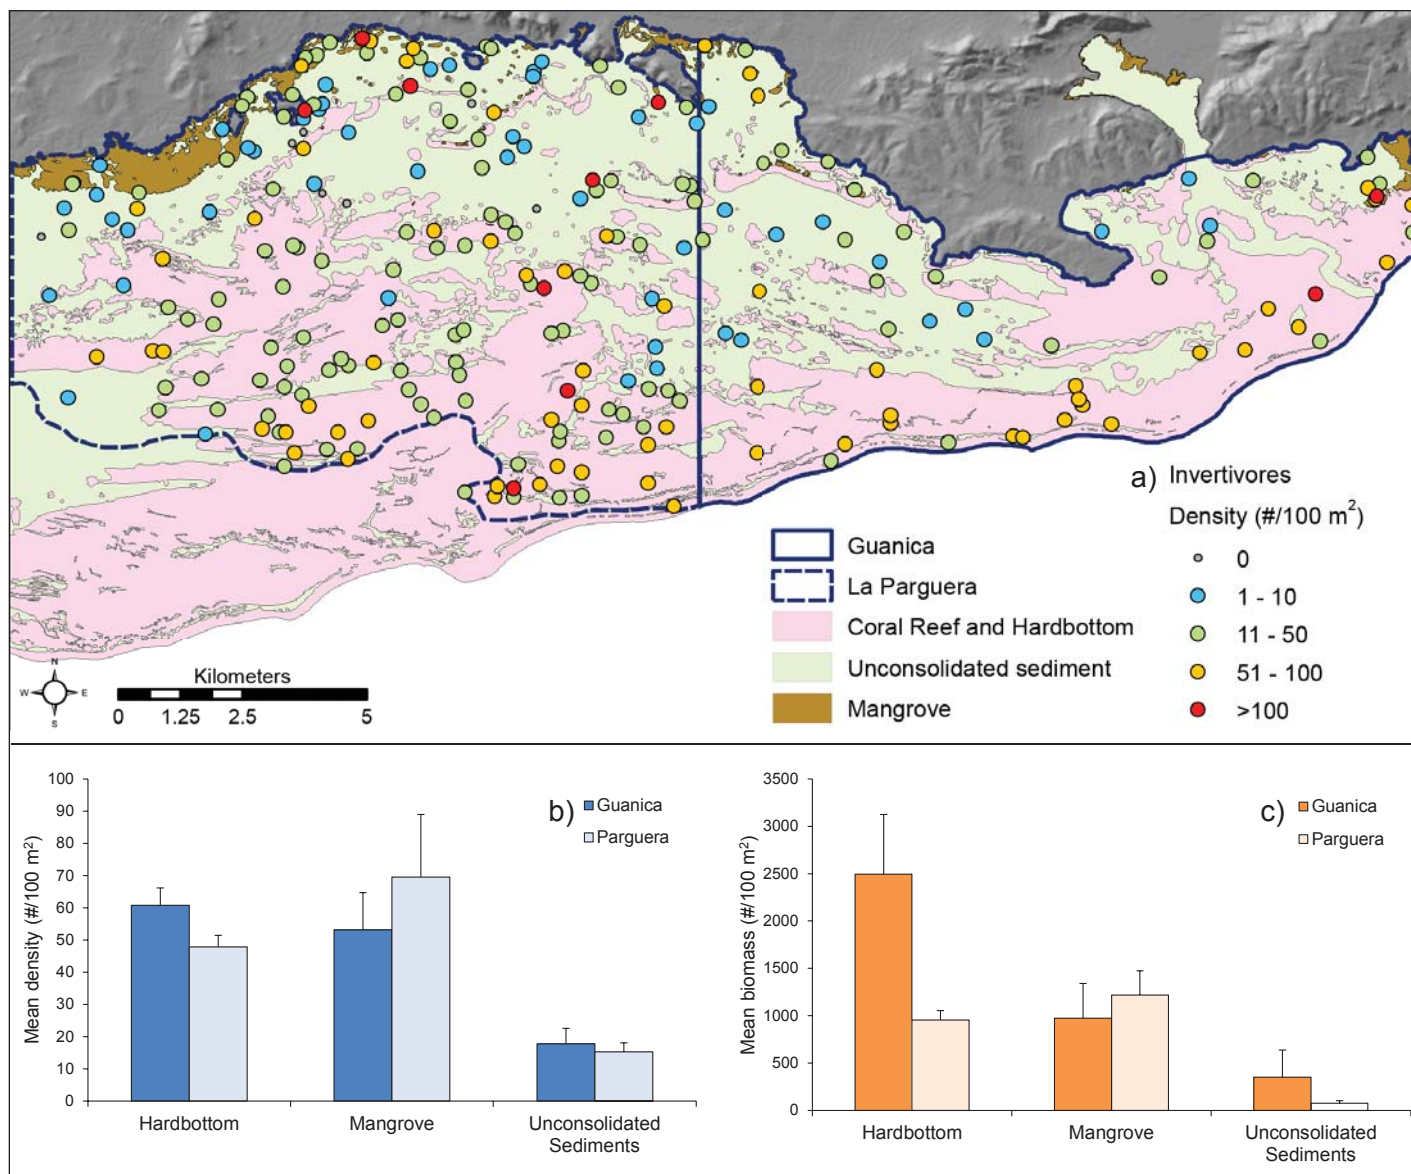 a) Invertivores
Density (#/100 m²)
0
1 - 10
11 - 50
51 - 100
>100
Guanica
La Parguera
Coral Reef and Hardbottom
Unconsolidated sediment
Mangrove
N
W E
S
Kilometers
0 1.25 2.5 5
b)
Guanica
Parguera
Mean density (#/100 m²)
100
90
80
70
60
50
40
30
20
10
0
Hardbottom Mangrove Unconsolidated
Sediments
c)
Guanica
Parguera
Mean biomass (#/100 m²)
3500
3000
2500
2000
1500
1000
500
0
Hardbottom Mangrove Unconsolidated
Sediments